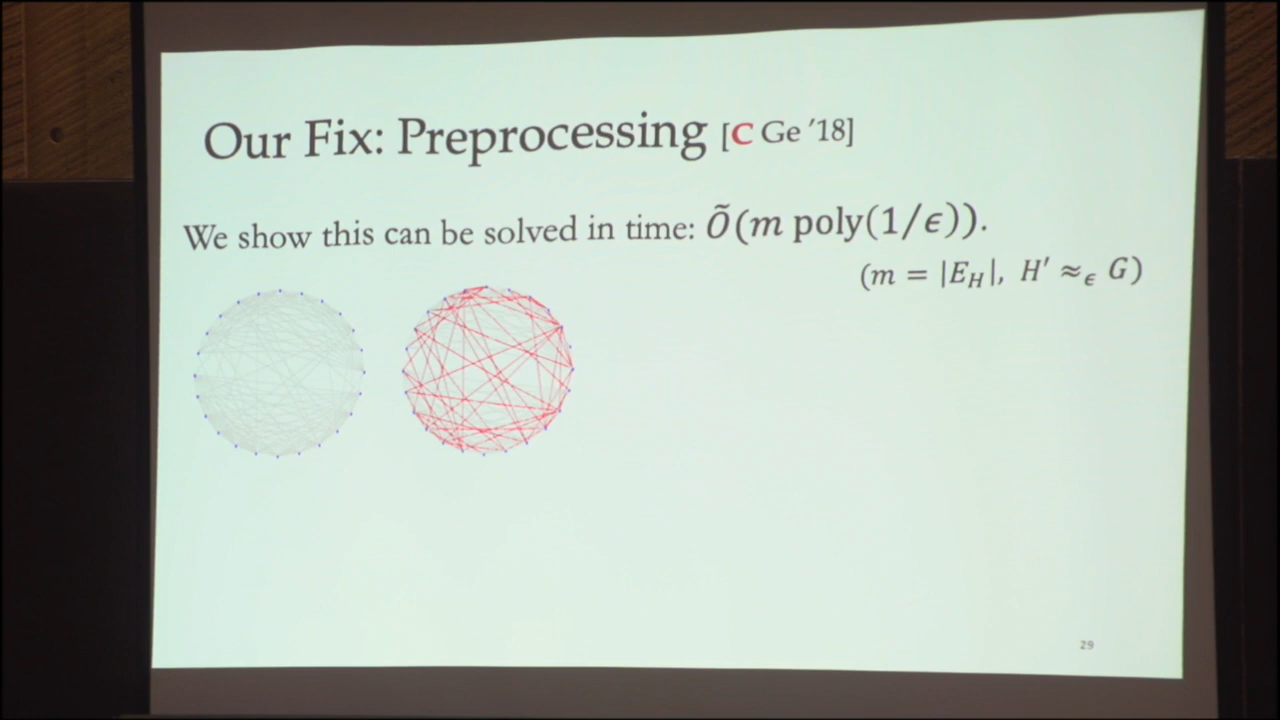 Our Fix: Preprocessing [C Ge '18]
We show this can be solved in time: Õ(m poly(1/ϵ)).
(m = |E_H|, H′ ≈_ϵ G)
29